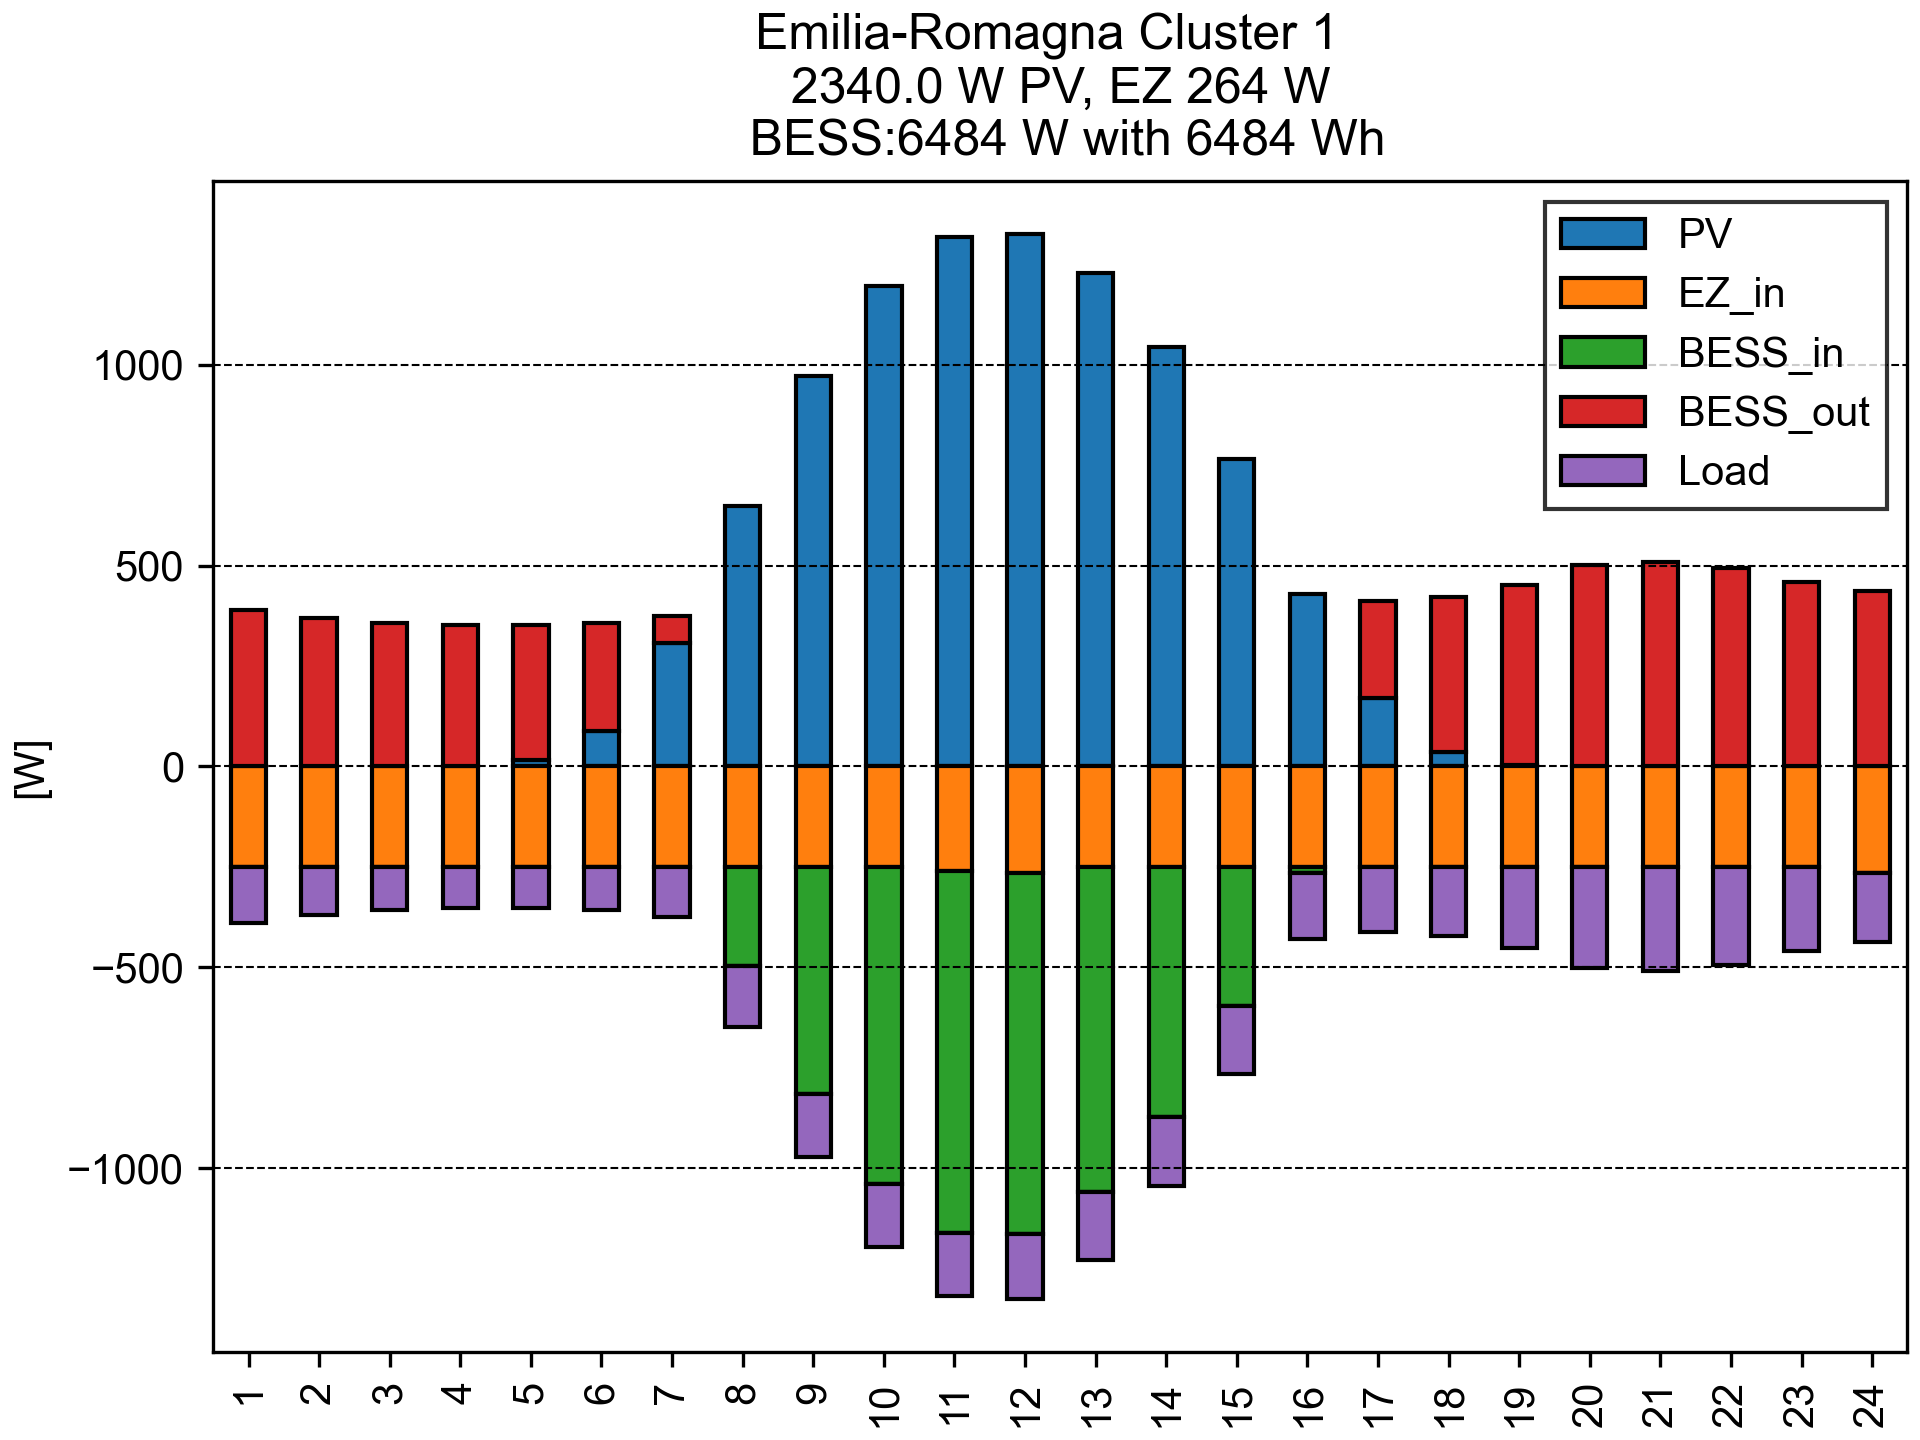 Emilia-Romagna Cluster 1
2340.0 W PV, EZ 264 W
BESS:6484 W with 6484 Wh
PV
EZ_in
BESS_in
BESS_out
Load
1000
500
0
−500
−1000
[W]
1 2 3 4 5 6 7 8 9 10 11 12 13 14 15 16 17 18 19 20 21 22 23 24